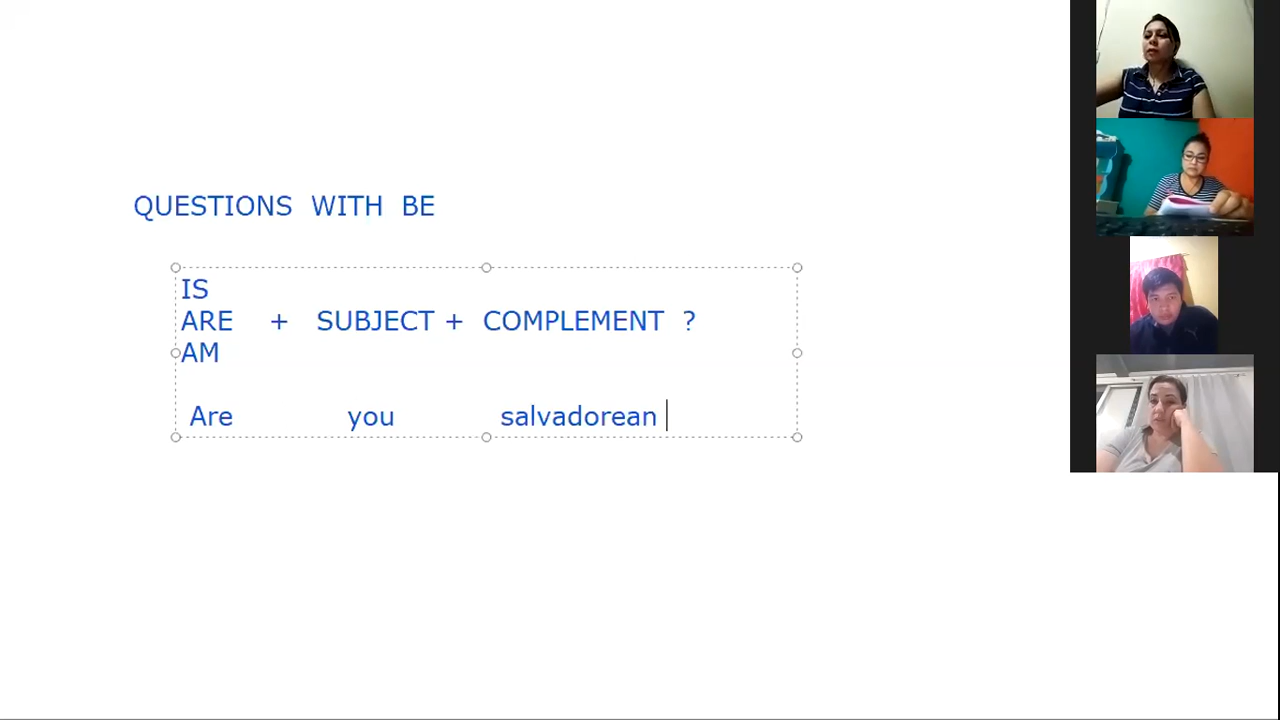 QUESTIONS WITH BE
IS
ARE + SUBJECT + COMPLEMENT ?
AM
Are you salvadorean